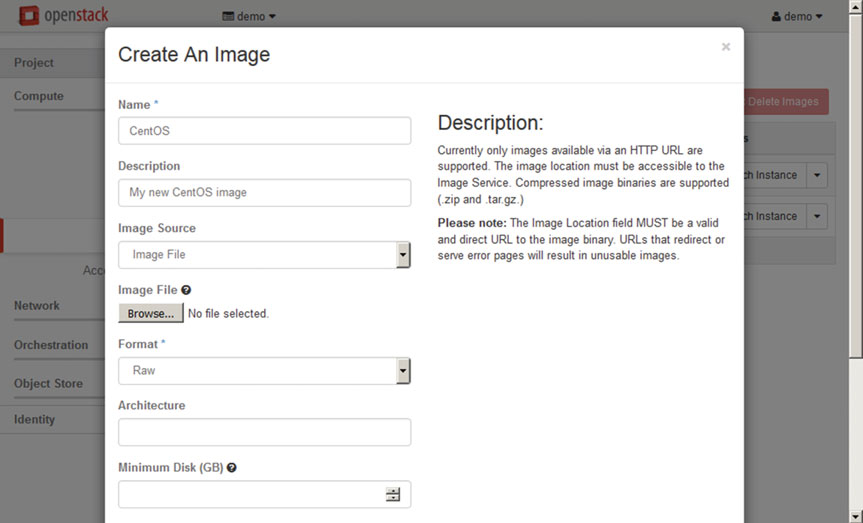 openstack
demo
demo
Create An Image
×
Project
Compute
Acc
Network
Orchestration
Object Store
Identity
Name *
CentOS
Description
My new CentOS image
Image Source
Image File
Image File
Browse... No file selected.
Format *
Raw
Architecture
Minimum Disk (GB)
Description:
Currently only images available via an HTTP URL are
supported. The image location must be accessible to the
Image Service. Compressed image binaries are supported
(.zip and .tar.gz.)
Please note: The Image Location field MUST be a valid
and direct URL to the image binary. URLs that redirect or
serve error pages will result in unusable images.
Delete Images
s
ch Instance
ch Instance